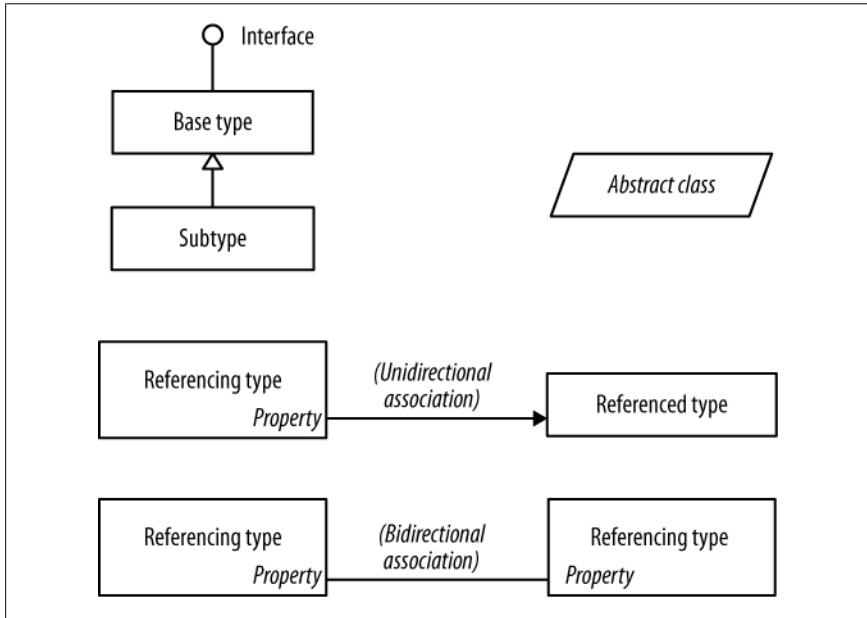 Interface
Base type
Abstract class
Subtype
Referencing type
Property
(Unidirectional
association)
Referenced type
Referencing type
Property
(Bidirectional
association)
Referencing type
Property